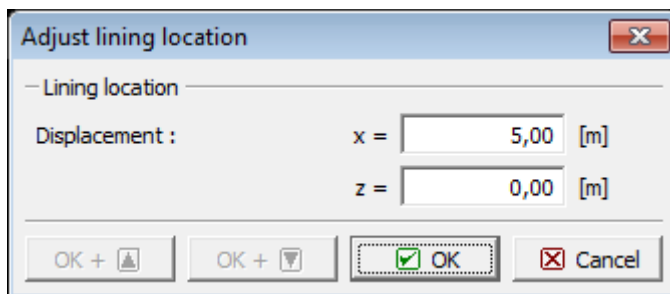 Adjust lining location
Lining location
Displacement : x = 5,00 [m]
z = 0,00 [m]
OK + OK + OK Cancel